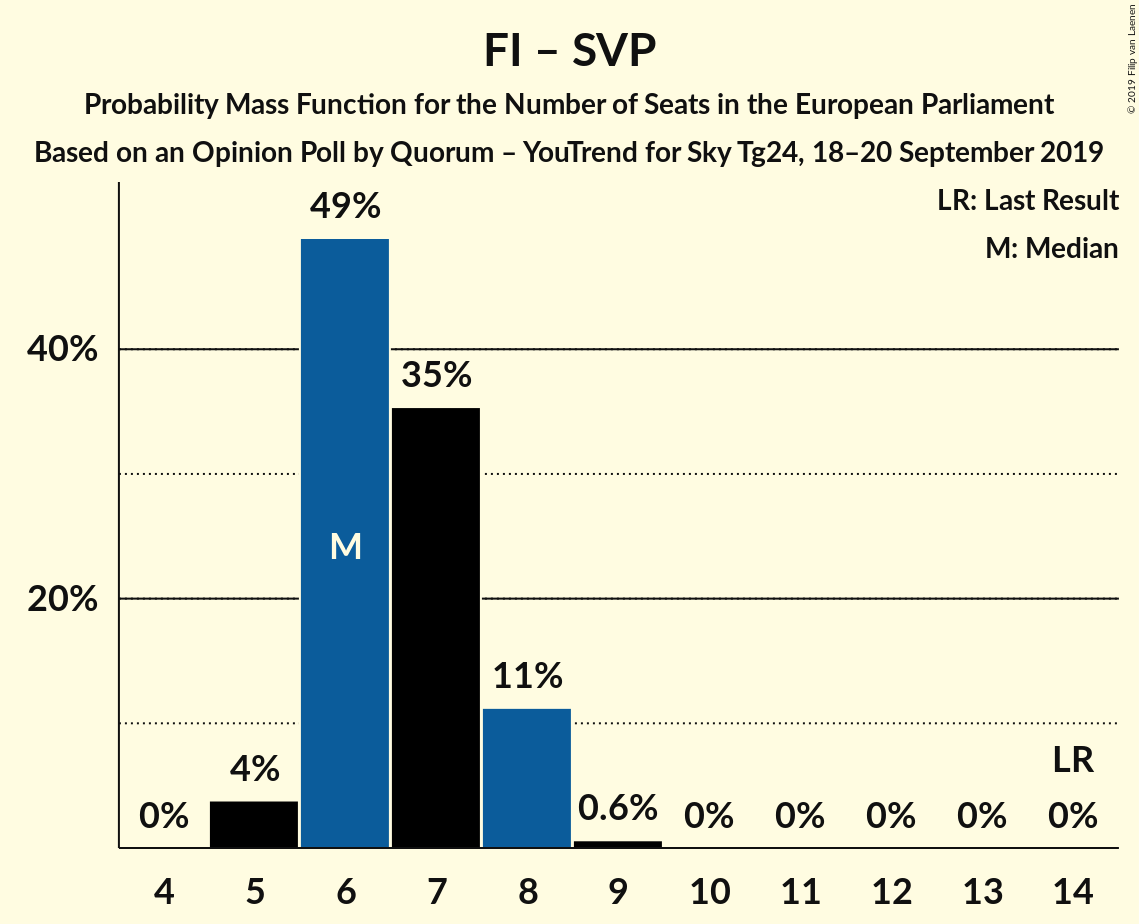 FI – SVP
Probability Mass Function for the Number of Seats in the European Parliament
Based on an Opinion Poll by Quorum – YouTrend for Sky Tg24, 18–20 September 2019
© 2019 Filip van Laenen
LR: Last Result
M: Median
49%
40%
35%
M
20%
11%
4%
LR
0%
0.6%
0%
0%
0%
0%
0%
4 5 6 7 8 9 10 11 12 13 14